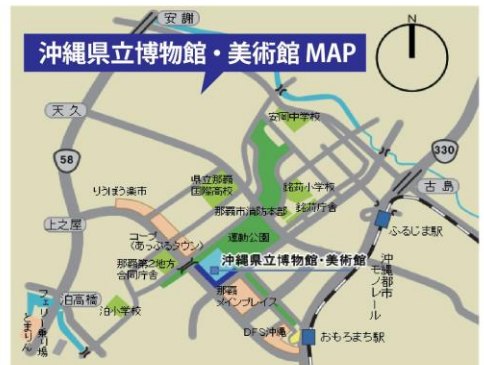 安謝
沖縄県立博物館・美術館 MAP
N
天久
安岡中学校
58
330
県立那覇
国際高校
銘苅小学校
古島
りうぼう楽市
那覇市消防本部
銘苅庁舎
上之屋
ふるじま駅
コープ
(あっぷるタウン)
運動公園
沖縄都市
モノレール
沖縄県立博物館・美術館
那覇第2地方
合同庁舎
泊高橋
那覇
メインプレイス
フェリー乗り場
とまりん
泊小学校
DFS沖縄
おもろまち駅